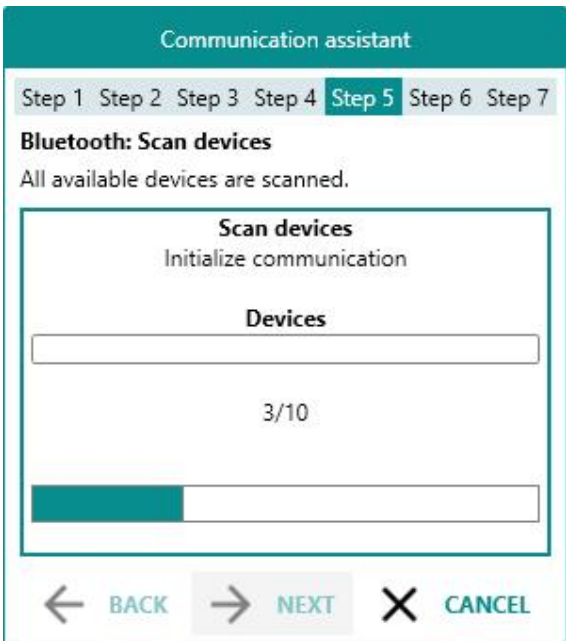 Communication assistant
Step 1 Step 2 Step 3 Step 4 Step 5 Step 6 Step 7
Bluetooth: Scan devices
All available devices are scanned.
Scan devices
Initialize communication
Devices
3/10
BACK NEXT CANCEL